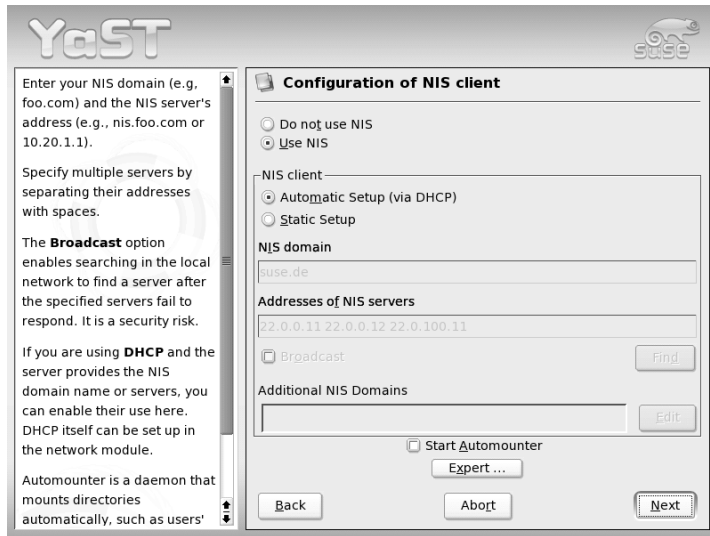 YaST
suse
Enter your NIS domain (e.g,
foo.com) and the NIS server's
address (e.g., nis.foo.com or
10.20.1.1).
Specify multiple servers by
separating their addresses
with spaces.
The Broadcast option
enables searching in the local
network to find a server after
the specified servers fail to
respond. It is a security risk.
If you are using DHCP and the
server provides the NIS
domain name or servers, you
can enable their use here.
DHCP itself can be set up in
the network module.
Automounter is a daemon that
mounts directories
automatically, such as users'
Configuration of NIS client
Do not use NIS
Use NIS
NIS client
Automatic Setup (via DHCP)
Static Setup
NIS domain
suse.de
Addresses of NIS servers
22.0.0.11 22.0.0.12 22.0.100.11
Broadcast
Find
Additional NIS Domains
Edit
Start Automounter
Expert ...
Back
Abort
Next